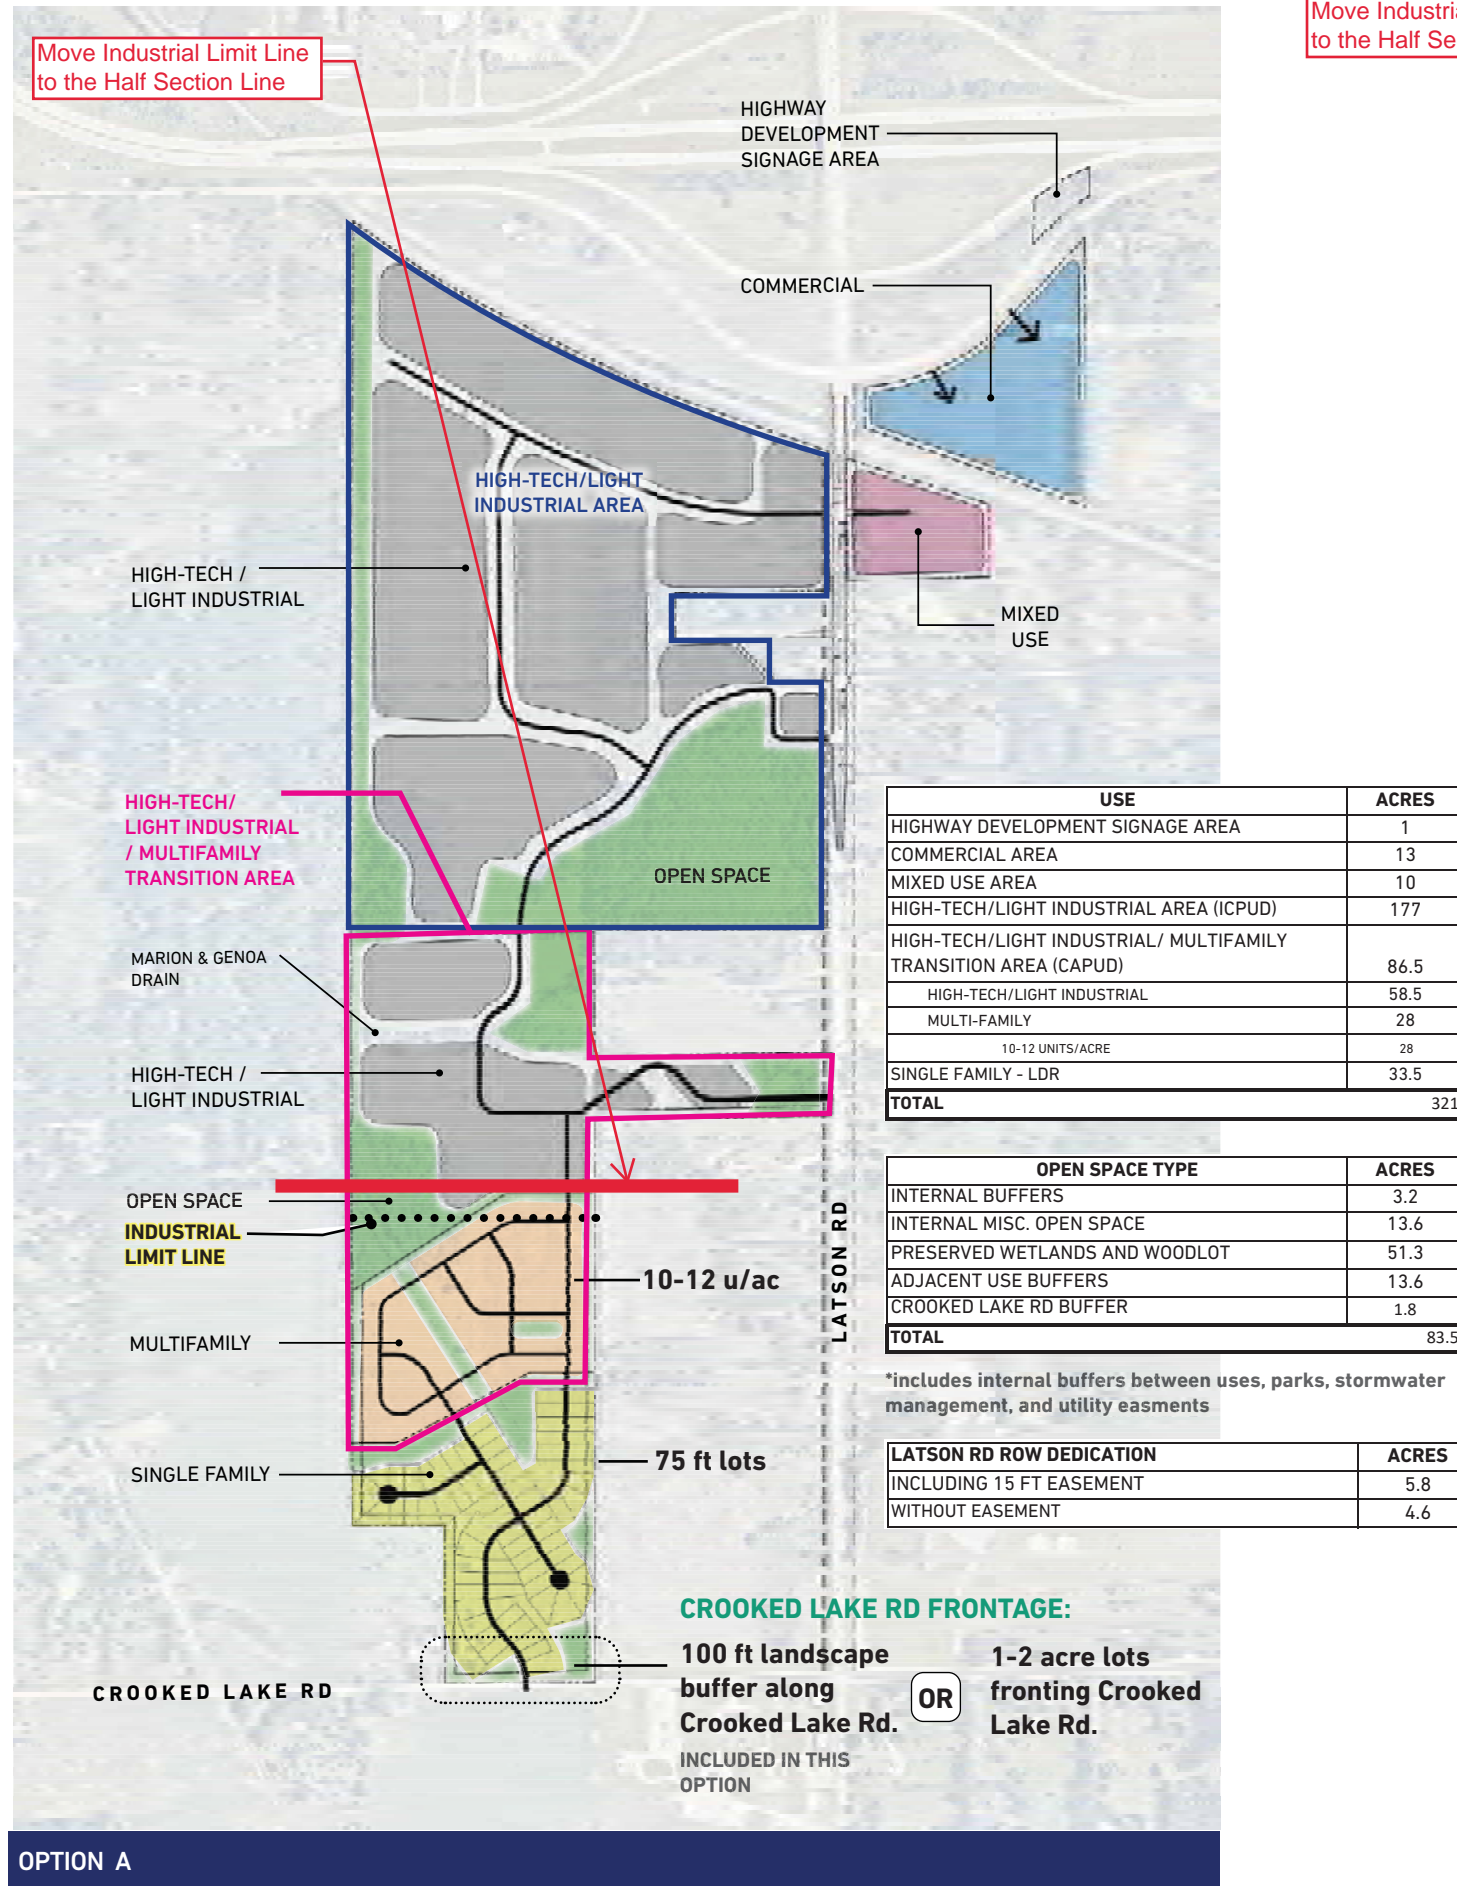 Move Industrial Limit Line
to the Half Section Line
Move Industria
to the Half Se
HIGHWAY
DEVELOPMENT
SIGNAGE AREA
COMMERCIAL
HIGH-TECH/LIGHT
INDUSTRIAL AREA
HIGH-TECH /
LIGHT INDUSTRIAL
MIXED
USE
HIGH-TECH/
LIGHT INDUSTRIAL
/ MULTIFAMILY
TRANSITION AREA
OPEN SPACE
MARION & GENOA
DRAIN
HIGH-TECH /
LIGHT INDUSTRIAL
OPEN SPACE
INDUSTRIAL
LIMIT LINE
10-12 u/ac
MULTIFAMILY
LATSON RD
75 ft lots
SINGLE FAMILY
USE ACRES
HIGHWAY DEVELOPMENT SIGNAGE AREA 1
COMMERCIAL AREA 13
MIXED USE AREA 10
HIGH-TECH/LIGHT INDUSTRIAL AREA (ICPUD) 177
HIGH-TECH/LIGHT INDUSTRIAL/ MULTIFAMILY
TRANSITION AREA (CAPUD) 86.5
HIGH-TECH/LIGHT INDUSTRIAL 58.5
MULTI-FAMILY 28
10-12 UNITS/ACRE 28
SINGLE FAMILY - LDR 33.5
TOTAL 321
OPEN SPACE TYPE ACRES
INTERNAL BUFFERS 3.2
INTERNAL MISC. OPEN SPACE 13.6
PRESERVED WETLANDS AND WOODLOT 51.3
ADJACENT USE BUFFERS 13.6
CROOKED LAKE RD BUFFER 1.8
TOTAL 83.5
*includes internal buffers between uses, parks, stormwater
management, and utility easments
LATSON RD ROW DEDICATION ACRES
INCLUDING 15 FT EASEMENT 5.8
WITHOUT EASEMENT 4.6
CROOKED LAKE RD FRONTAGE:
100 ft landscape
buffer along
Crooked Lake Rd.
INCLUDED IN THIS
OPTION
OR
1-2 acre lots
fronting Crooked
Lake Rd.
CROOKED LAKE RD
OPTION A